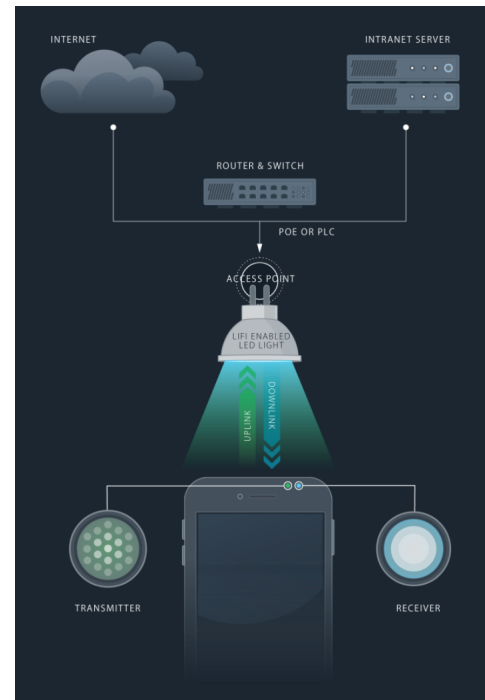 INTERNET
INTRANET SERVER
ROUTER & SWITCH
POE OR PLC
ACCESS POINT
LIFI ENABLED
LED LIGHT
UPLINK
DOWNLINK
TRANSMITTER
RECEIVER